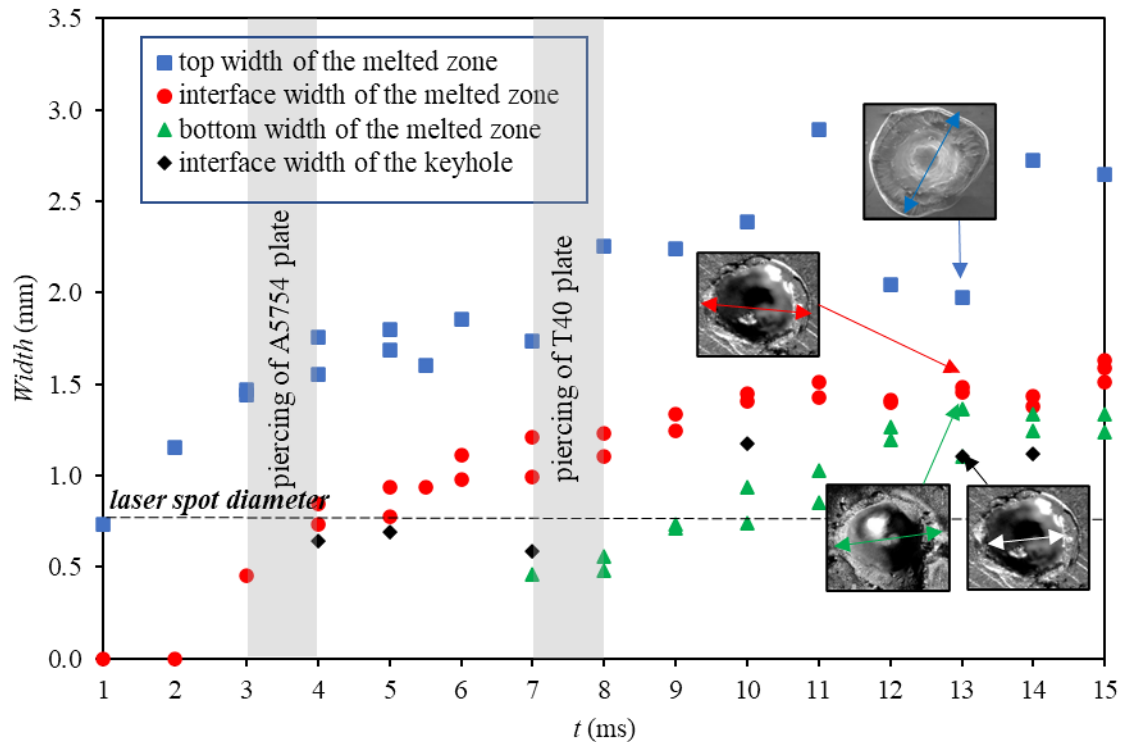 3.5
3.0
2.5
2.0
1.5
1.0
0.5
0.0
Width (mm)
top width of the melted zone
interface width of the melted zone
bottom width of the melted zone
interface width of the keyhole
piercing of A5754 plate
piercing of T40 plate
laser spot diameter
1 2 3 4 5 6 7 8 9 10 11 12 13 14 15
t (ms)